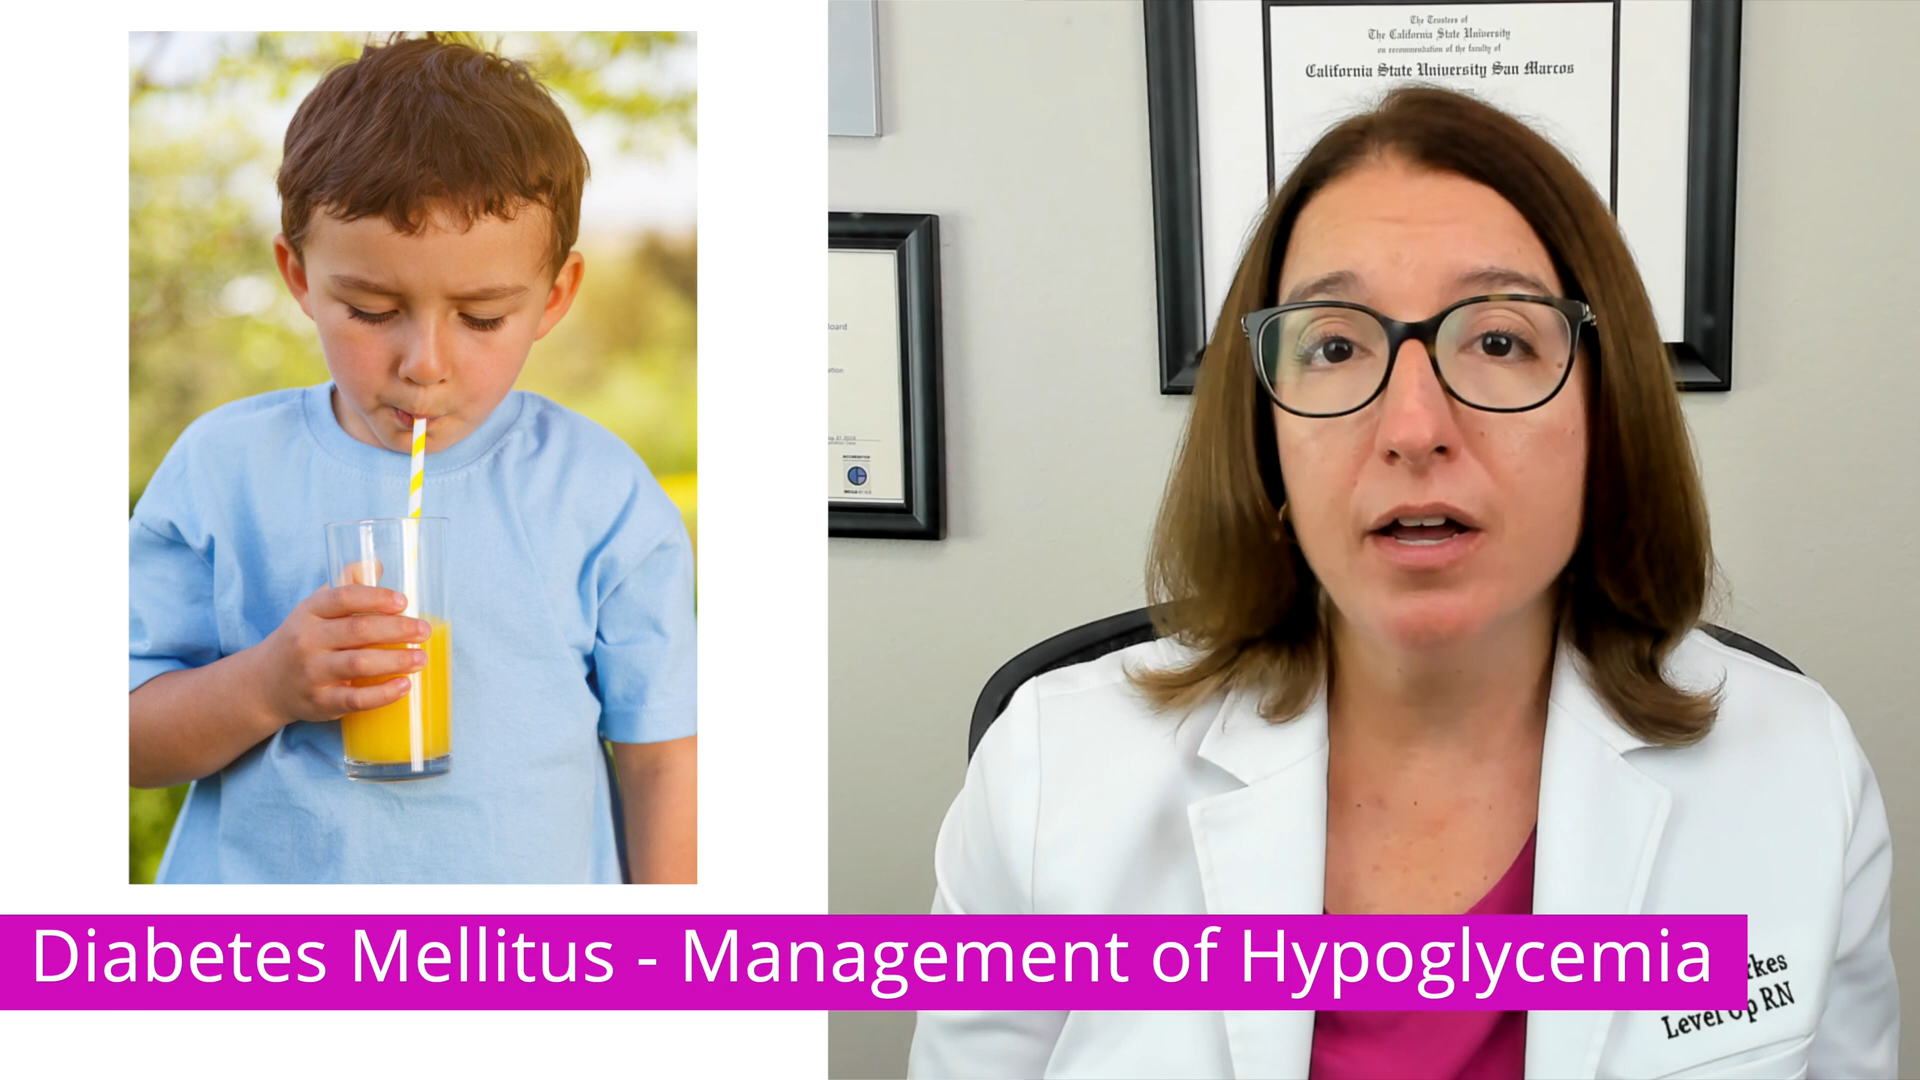 The Trustees of
The California State University
on recommendation of the faculty of
California State University San Marcos
Diabetes Mellitus - Management of Hypoglycemia
Level Up RN